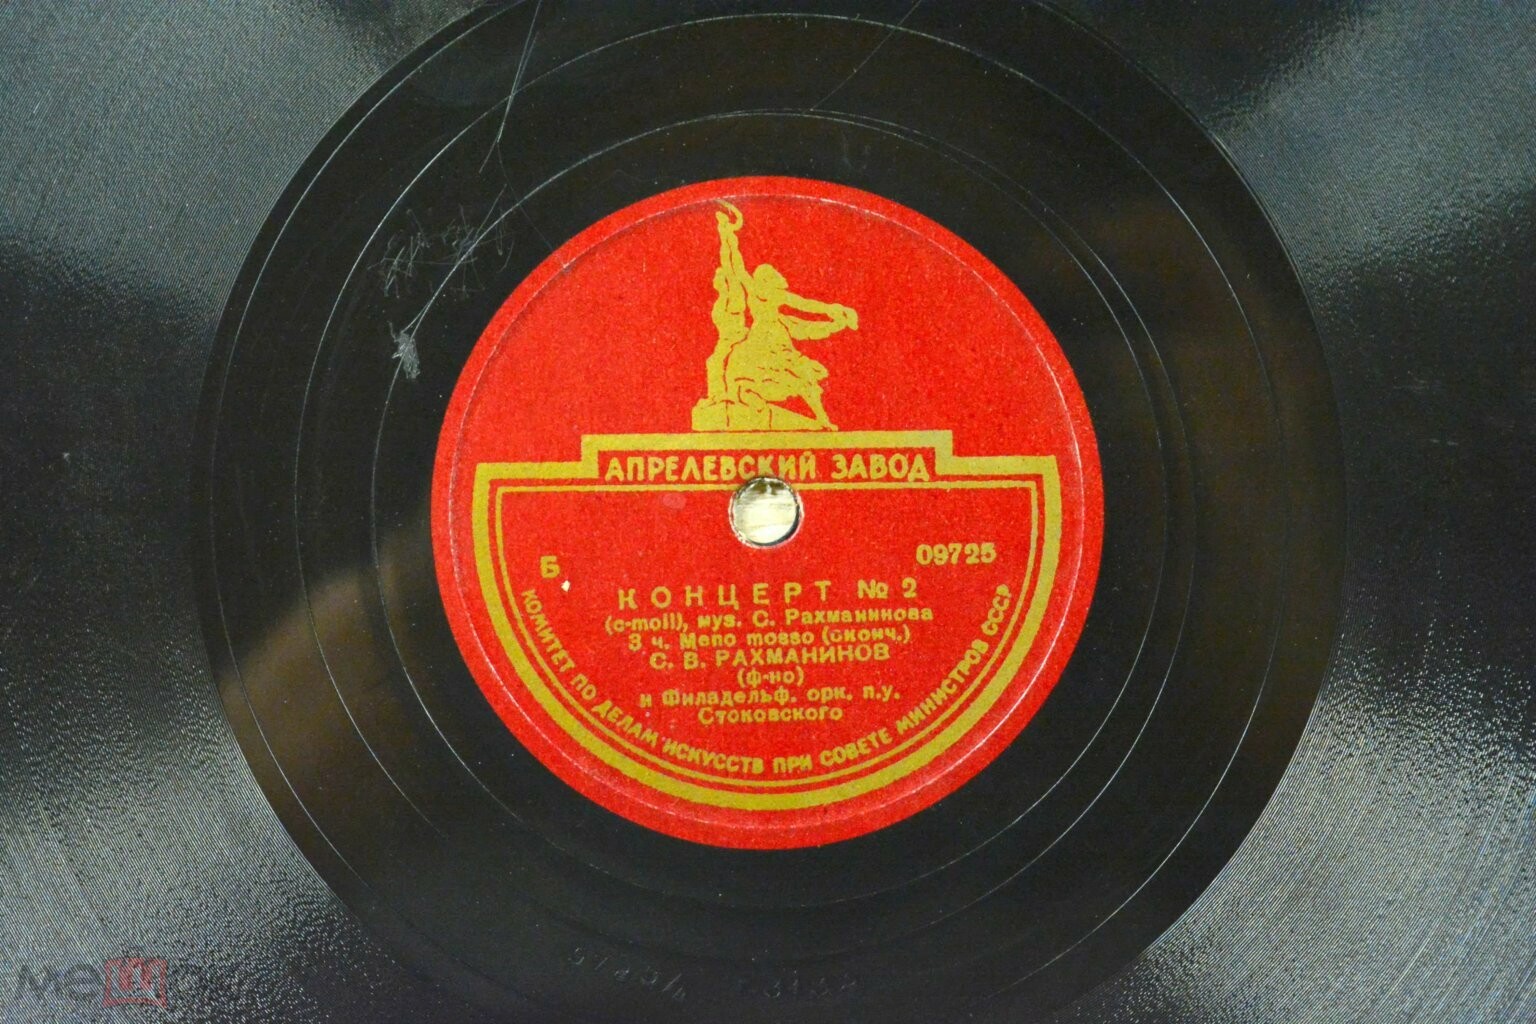 АПРЕЛЕВСКИЙ ЗАВОД
Б
09725
КОНЦЕРТ № 2
(c-moll), муз. С. Рахманинова
3 ч. Meno mosso (оконч.)
С. В. РАХМАНИНОВ
(ф-но)
и Филадельф. орк. п.у.
Стоковского
КОМИТЕТ ПО ДЕЛАМ ИСКУССТВ ПРИ СОВЕТЕ МИНИСТРОВ СССР
мешок